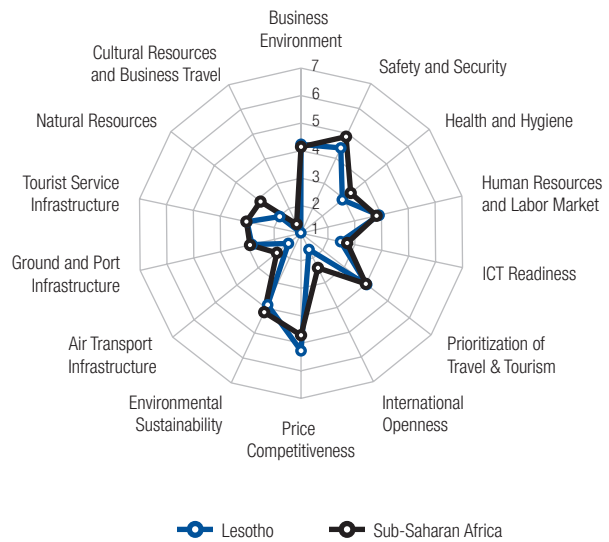 Business
Environment
Safety and Security
Health and Hygiene
Human Resources
and Labor Market
ICT Readiness
Prioritization of
Travel & Tourism
International
Openness
Price
Competitiveness
Environmental
Sustainability
Air Transport
Infrastructure
Ground and Port
Infrastructure
Tourist Service
Infrastructure
Natural Resources
Cultural Resources
and Business Travel
7
6
5
4
3
2
1
Lesotho
Sub-Saharan Africa